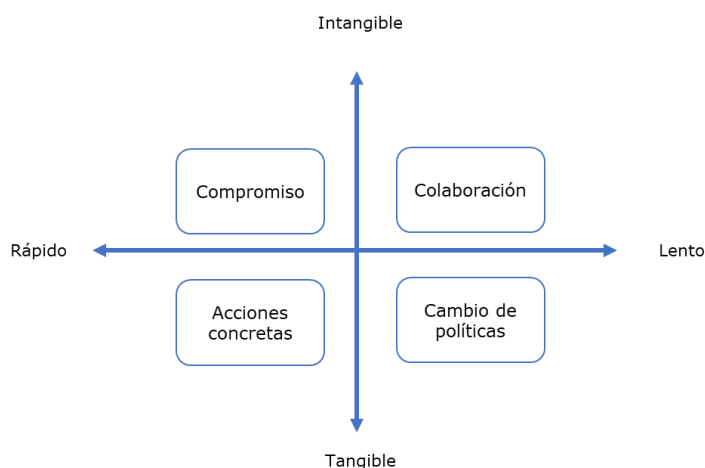 Intangible
Compromiso
Colaboración
Rápido
Lento
Acciones
concretas
Cambio de
políticas
Tangible